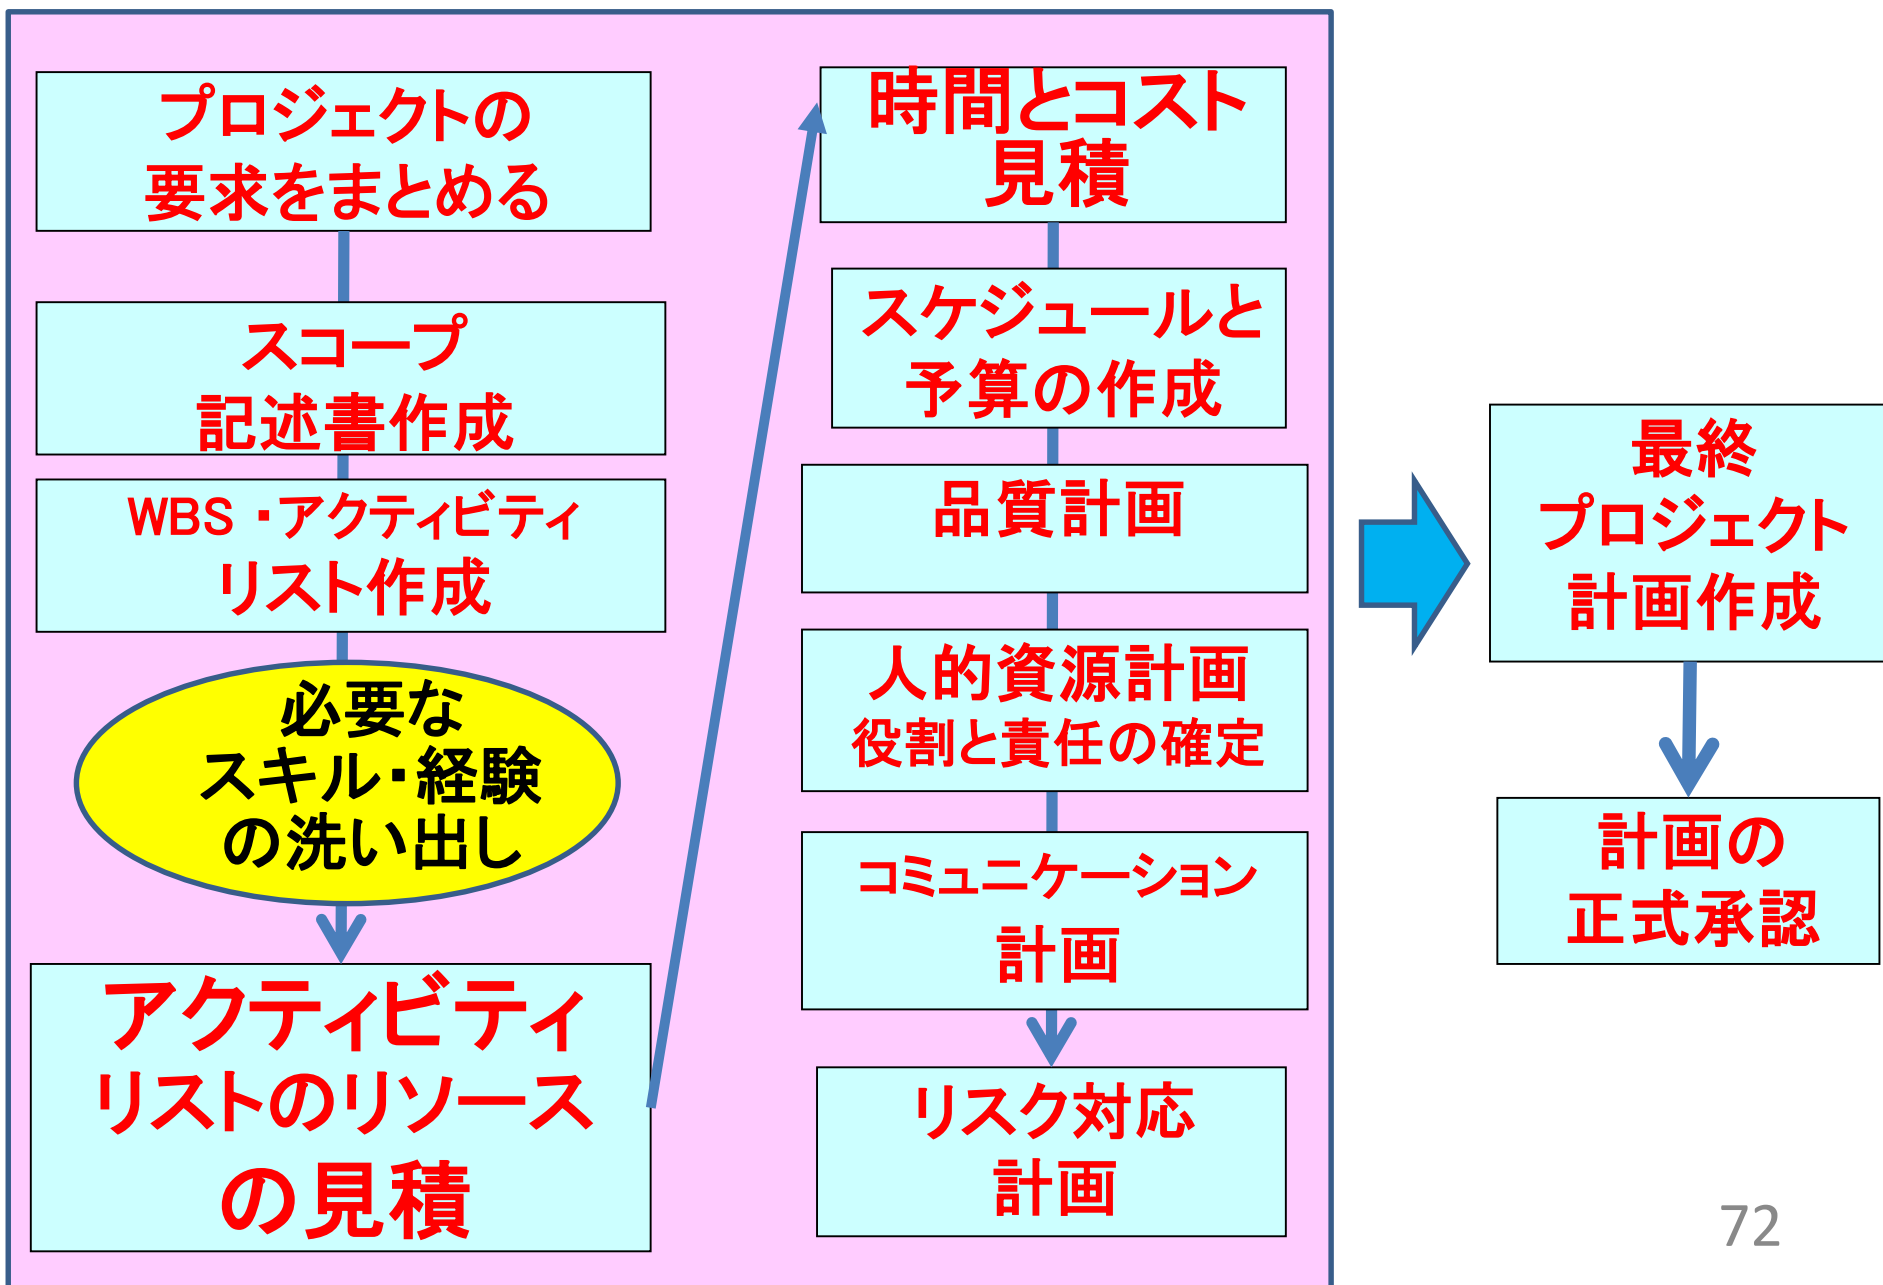 プロジェクトの
要求をまとめる
スコープ
記述書作成
WBS ・アクティビティ
リスト作成
必要な
スキル・経験
の洗い出し
アクティビティ
リストのリソース
の見積
時間とコスト
見積
スケジュールと
予算の作成
品質計画
人的資源計画
役割と責任の確定
コミュニケーション
計画
リスク対応
計画
最終
プロジェクト
計画作成
計画の
正式承認
72